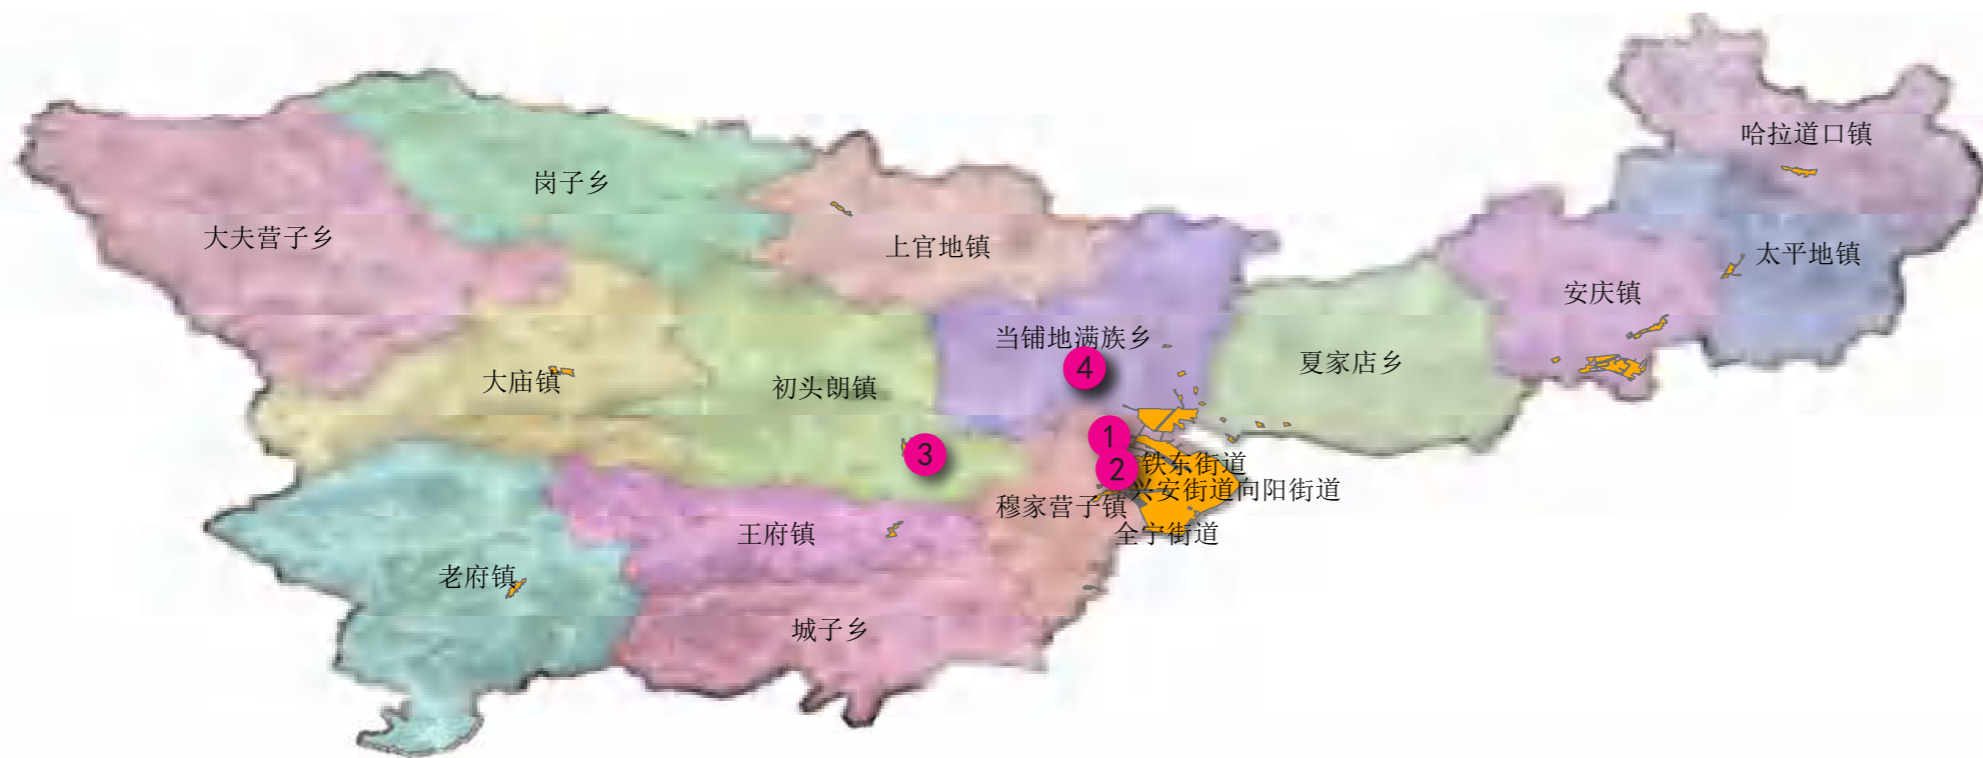 哈拉道口镇
岗子乡
大夫营子乡
上官地镇
太平地镇
安庆镇
当铺地满族乡
夏家店乡
4
大庙镇
初头朗镇
1
3
2
铁东街道
兴安街道向阳街道
穆家营子镇
王府镇
全宁街道
老府镇
城子乡